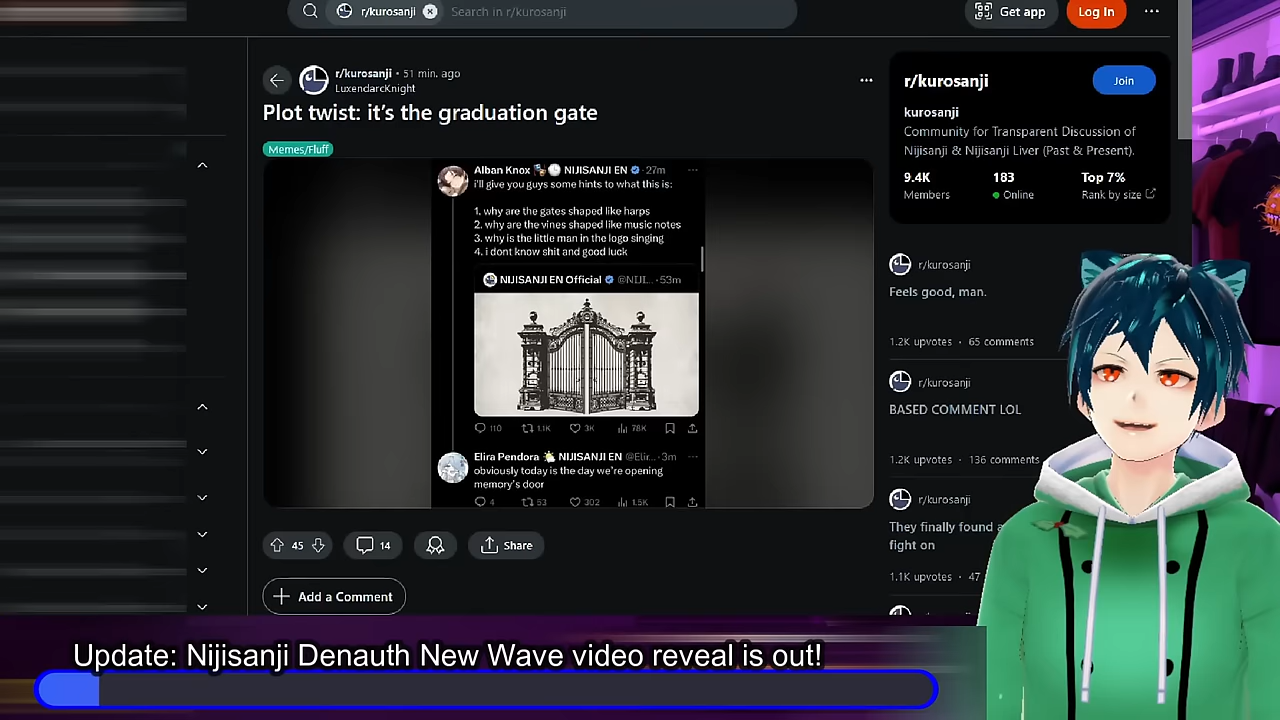 r/kurosanji
Search in r/kurosanji
Get app
Log In
r/kurosanji • 51 min. ago
LuxendarcKnight
Plot twist: it's the graduation gate
Memes/Fluff
Alban Knox NIJISANJI EN · 27m
i'll give you guys some hints to what this is:
1. why are the gates shaped like harps
2. why are the vines shaped like music notes
3. why is the little man in the logo singing
4. i dont know shit and good luck
NIJISANJI EN Official @NIJI... · 53m
110
1.1K
3K
78K
Elira Pendora NIJISANJI EN @Elir... · 3m
obviously today is the day we're opening
memory's door
4
53
302
1.5K
45
14
Share
Add a Comment
r/kurosanji
Join
kurosanji
Community for Transparent Discussion of
Nijisanji & Nijisanji Liver (Past & Present).
9.4K
183
Top 7%
Members
Online
Rank by size
r/kurosanji
Feels good, man.
1.2K upvotes · 65 comments
r/kurosanji
BASED COMMENT LOL
1.2K upvotes · 136 comments
r/kurosanji
They finally found a
fight on
1.1K upvotes · 47
Update: Nijisanji Denauth New Wave video reveal is out!